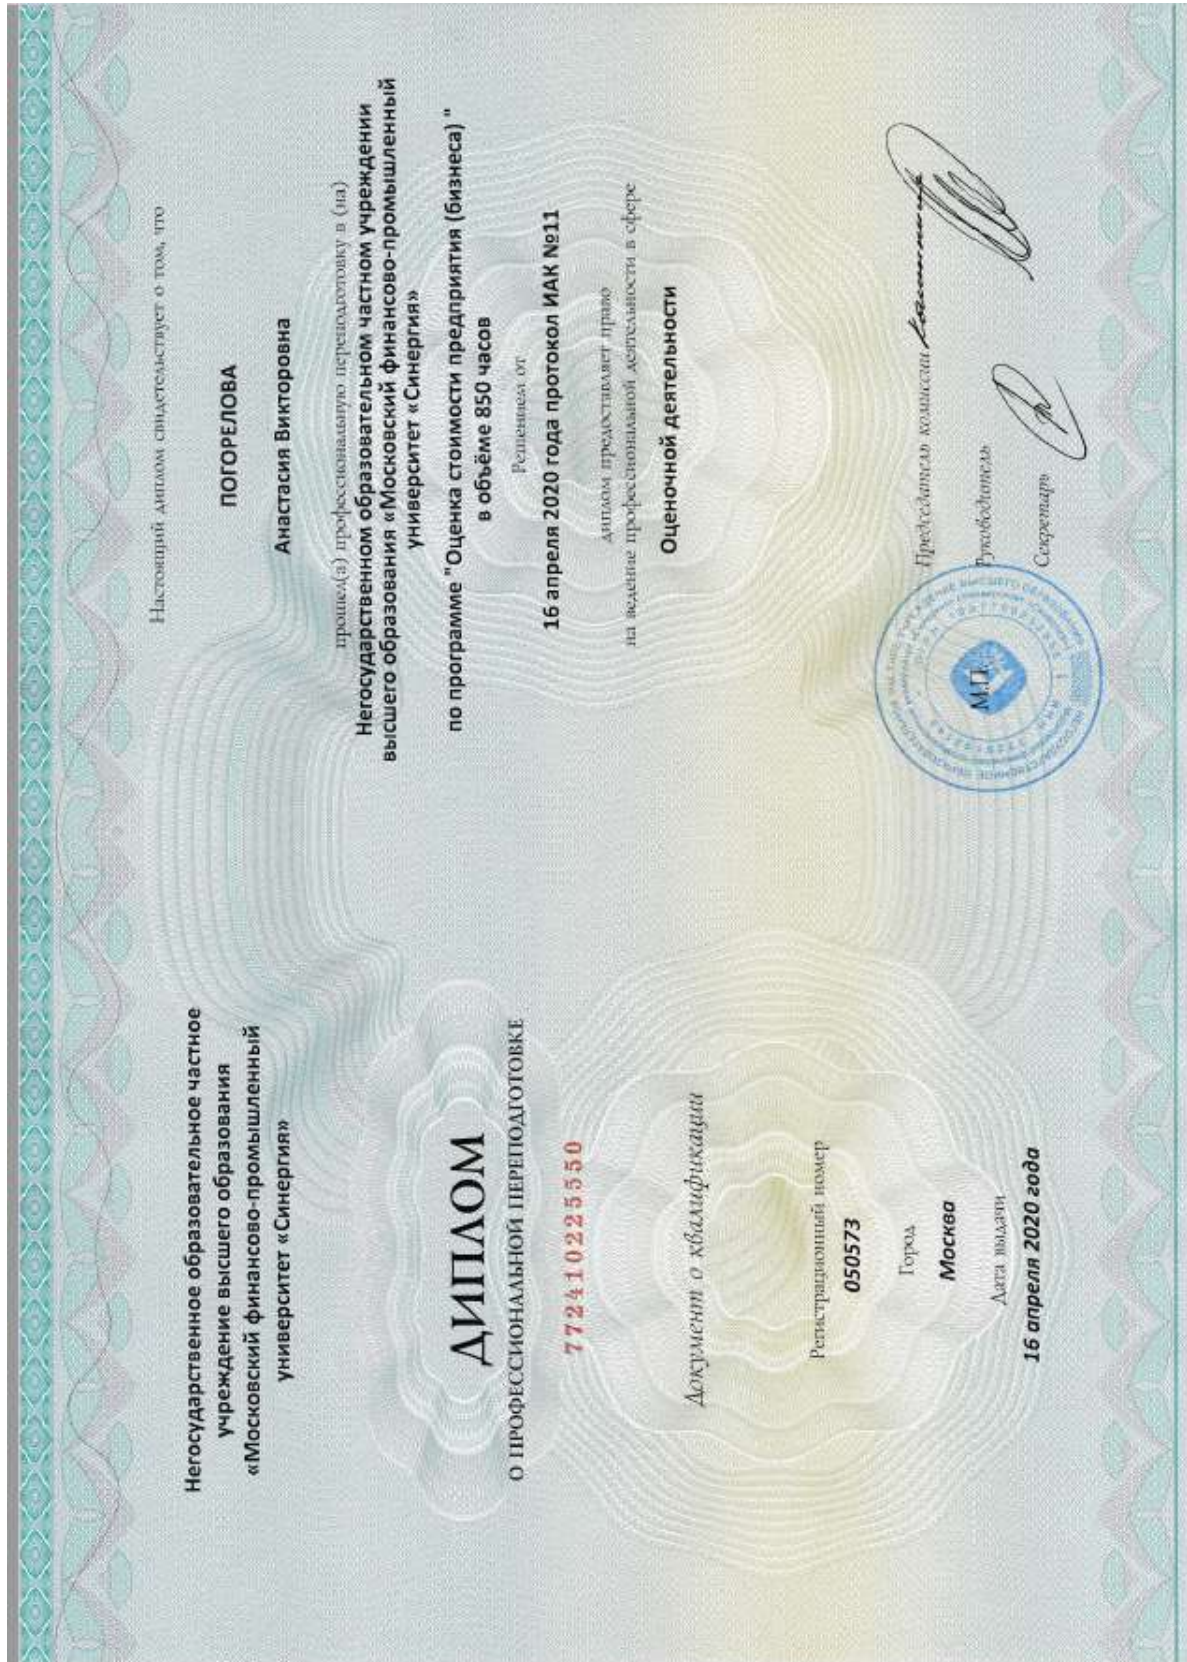 Негосударственное образовательное частное
учреждение высшего образования
«Московский финансово-промышленный
университет «Синергия»
ДИПЛОМ
О ПРОФЕССИОНАЛЬНОЙ ПЕРЕПОДГОТОВКЕ
772410225550
Документ о квалификации
Регистрационный номер
050573
Город
Москва
Дата выдачи
16 апреля 2020 года
Настоящий диплом свидетельствует о том, что
ПОГОРЕЛОВА
Анастасия Викторовна
прошел(а) профессиональную переподготовку в (на)
Негосударственном образовательном частном учреждении
высшего образования «Московский финансово-промышленный
университет «Синергия»
по программе "Оценка стоимости предприятия (бизнеса) "
в объёме 850 часов
Решением от
16 апреля 2020 года протокол ИАК №11
диплом предоставляет право
на ведение профессиональной деятельности в сфере
Оценочной деятельности
Председатель комиссии
Руководитель
Секретарь
М.П.